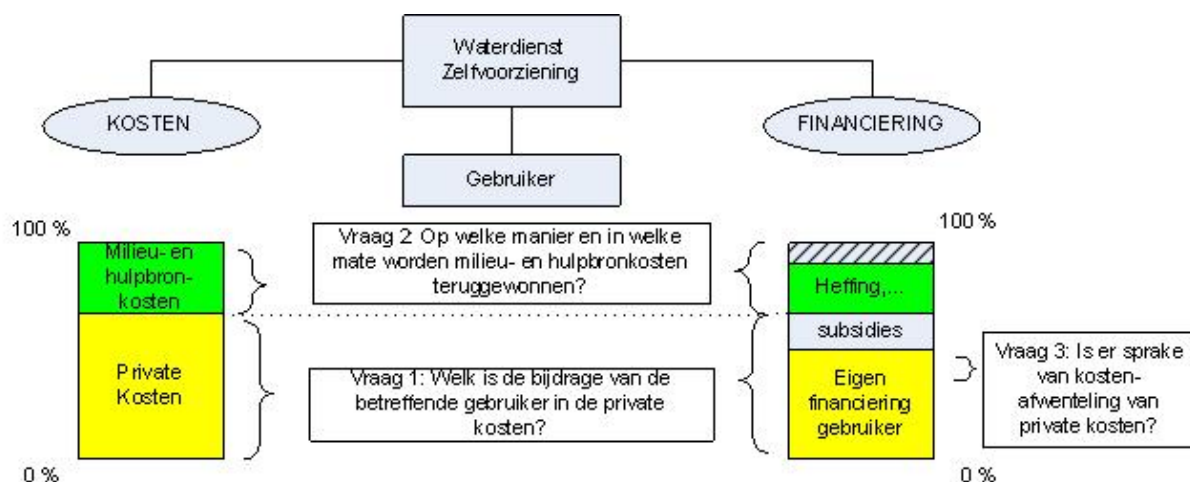 Waterdienst
Zelfvoorziening
KOSTEN
FINANCIERING
Gebruiker
100 %
100 %
Milieu- en
hulpbron-
kosten
Vraag 2: Op welke manier en in welke
mate worden milieu- en hulpbronkosten
teruggewonnen?
Heffing,...
subsidies
Private
Kosten
Vraag 1: Welk is de bijdrage van de
betreffende gebruiker in de private
kosten?
Eigen
financiering
gebruiker
Vraag 3: Is er sprake
van kosten-
afwenteling van
private kosten?
0 %
0 %